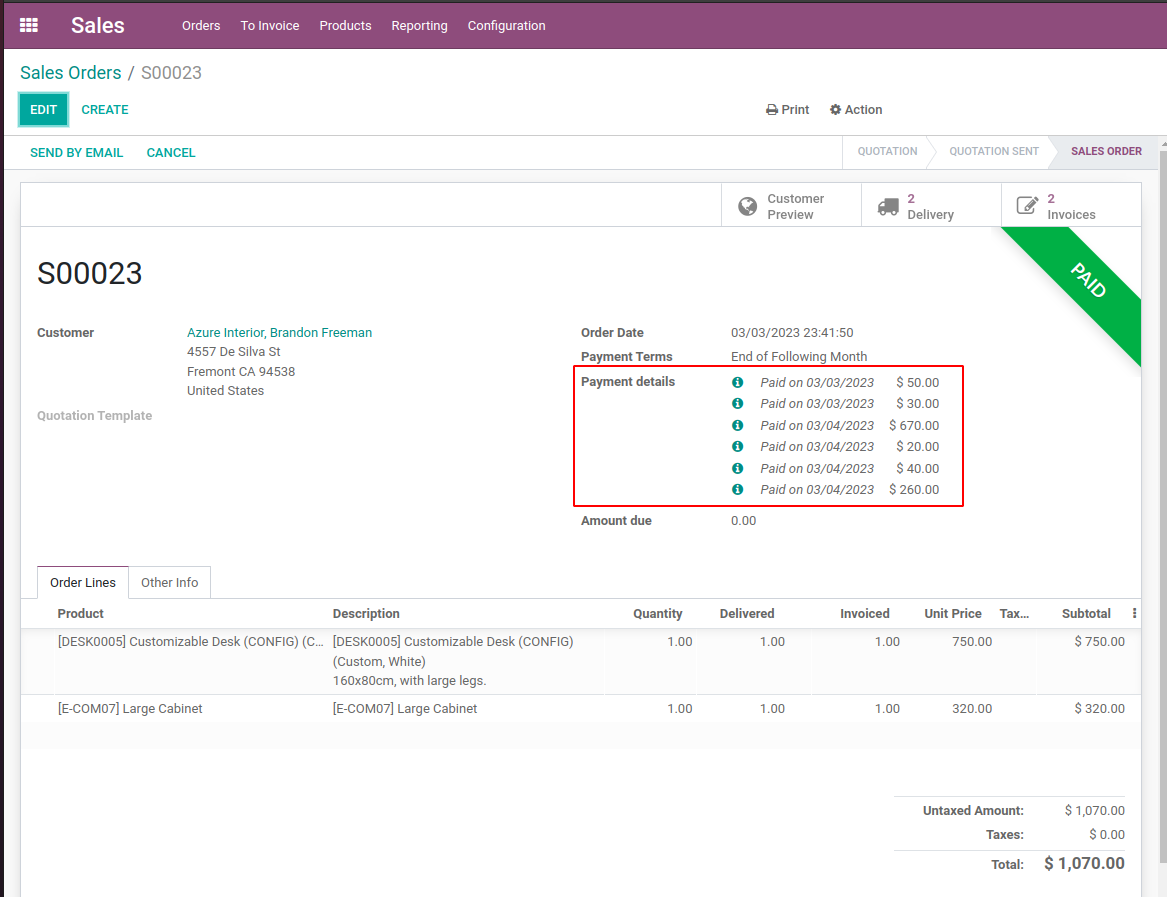 Sales Orders To Invoice Products Reporting Configuration
Sales Orders / S00023
EDIT CREATE Print Action
SEND BY EMAIL CANCEL QUOTATION QUOTATION SENT SALES ORDER
Customer Preview 2 Delivery 2 Invoices
PAID
S00023
Customer Azure Interior, Brandon Freeman
4557 De Silva St
Fremont CA 94538
United States
Quotation Template
Order Date 03/03/2023 23:41:50
Payment Terms End of Following Month
Payment details Paid on 03/03/2023 $ 50.00
Paid on 03/03/2023 $ 30.00
Paid on 03/04/2023 $ 670.00
Paid on 03/04/2023 $ 20.00
Paid on 03/04/2023 $ 40.00
Paid on 03/04/2023 $ 260.00
Amount due 0.00
Order Lines Other Info
Product Description Quantity Delivered Invoiced Unit Price Tax... Subtotal
[DESK0005] Customizable Desk (CONFIG) (C... [DESK0005] Customizable Desk (CONFIG) 1.00 1.00 1.00 750.00 $ 750.00
(Custom, White)
160x80cm, with large legs.
[E-COM07] Large Cabinet [E-COM07] Large Cabinet 1.00 1.00 1.00 320.00 $ 320.00
Untaxed Amount: $ 1,070.00
Taxes: $ 0.00
Total: $ 1,070.00